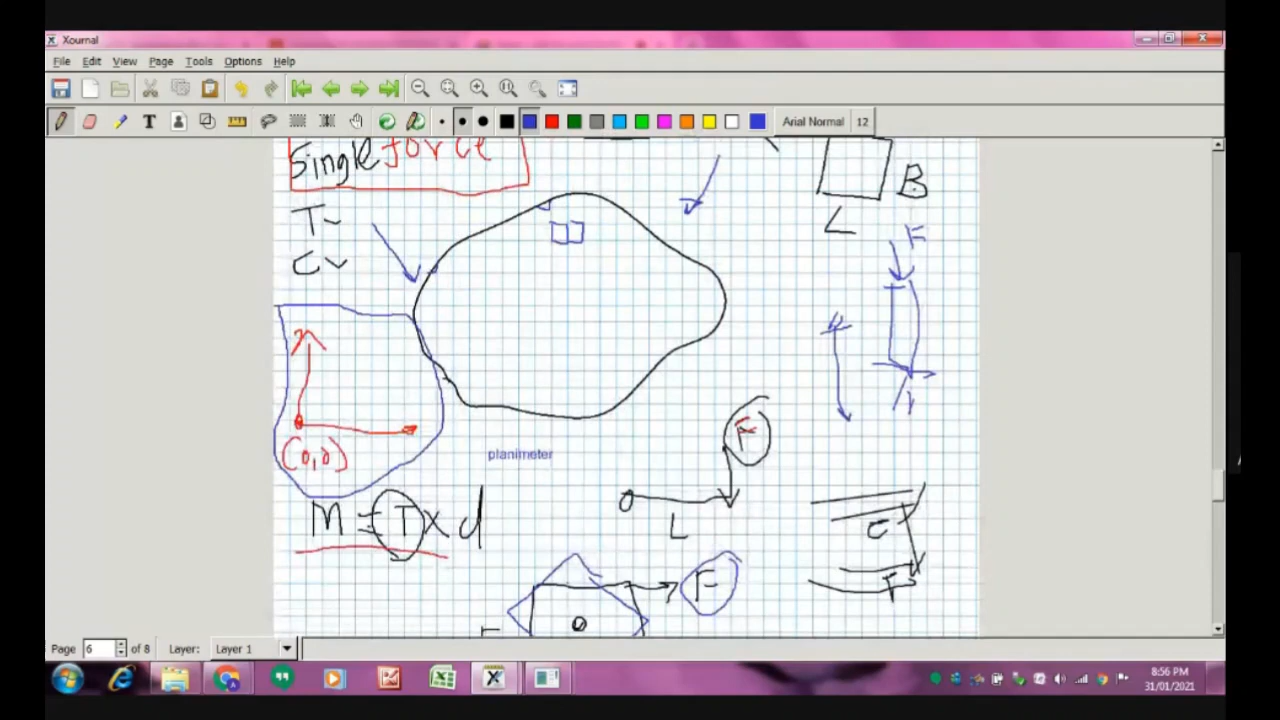 Xournal
File Edit View Page Tools Options Help
Arial Normal 12
Single force
B
T
L
F
C
(0,0)
planimeter
F
M = T x d
L
C
F
F
Page 6 of 8 Layer: Layer 1
8:56 PM
31/01/2021